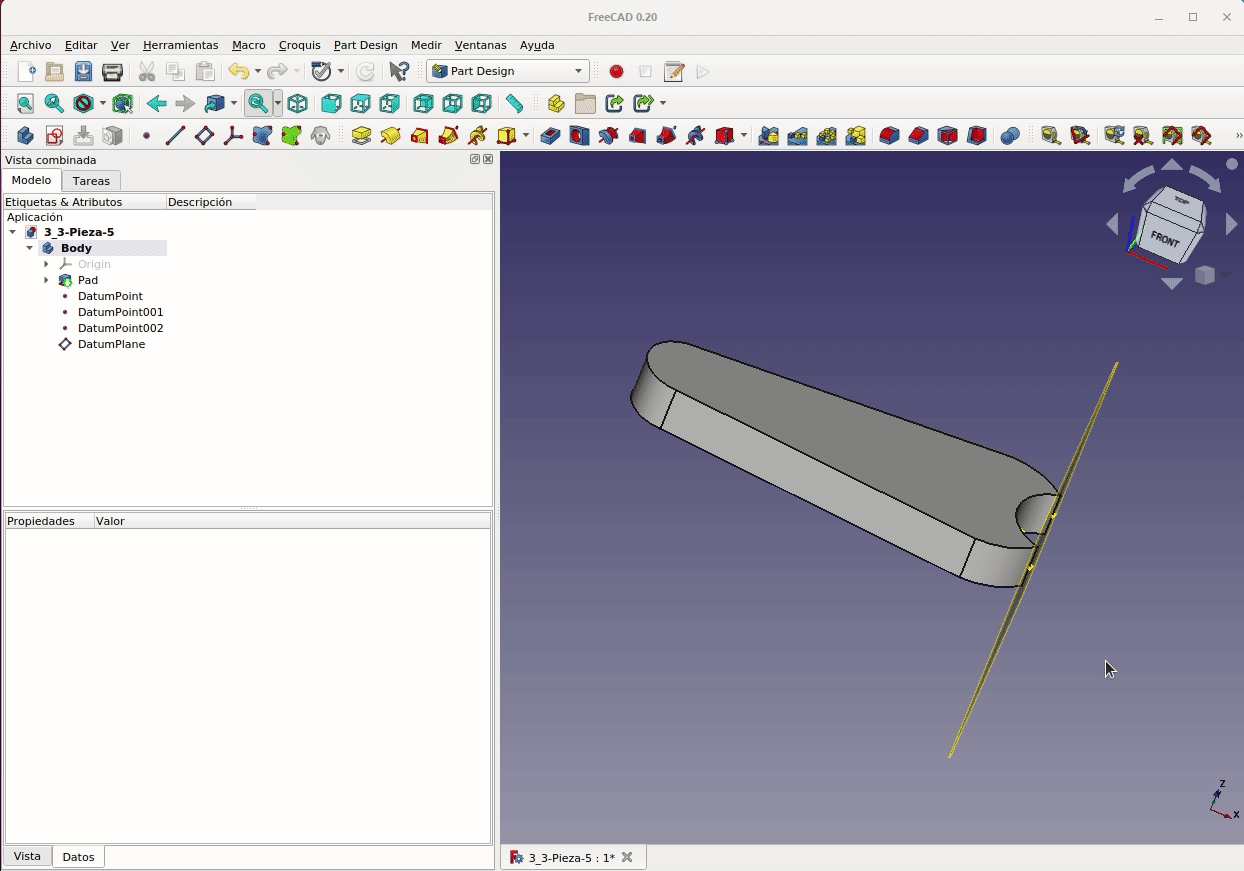 FreeCAD 0.20
Archivo Editar Ver Herramientas Macro Croquis Part Design Medir Ventanas Ayuda
Part Design
Vista combinada
Modelo Tareas
Etiquetas & Atributos Descripción
Aplicación
3_3-Pieza-5
Body
Origin
Pad
DatumPoint
DatumPoint001
DatumPoint002
DatumPlane
Propiedades Valor
Vista Datos
TOP
FRONT
Z
X
3_3-Pieza-5 : 1*